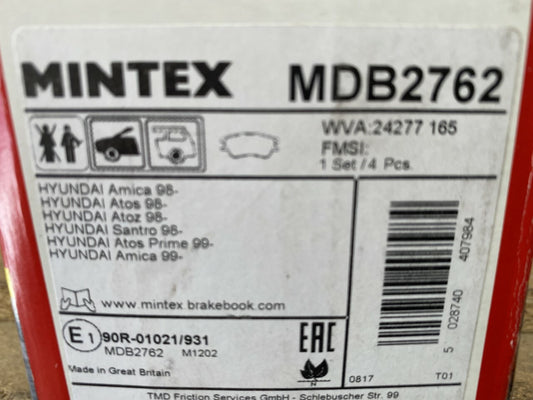 MINTEX MDB2762
WVA:24277 165
FMSI:
1 Set / 4 Pcs.
HYUNDAI Amica 98-
HYUNDAI Atos 98-
HYUNDAI Atoz 98-
HYUNDAI Santro 98-
HYUNDAI Atos Prime 99-
HYUNDAI Amica 99-
www.mintex brakebook.com
E1 90R-01021/931
MDB2762 M1202
Made in Great Britain
EAC
5 028740 407984
0817 T01
TMD Friction Services GmbH - Schlebuscher Str. 99